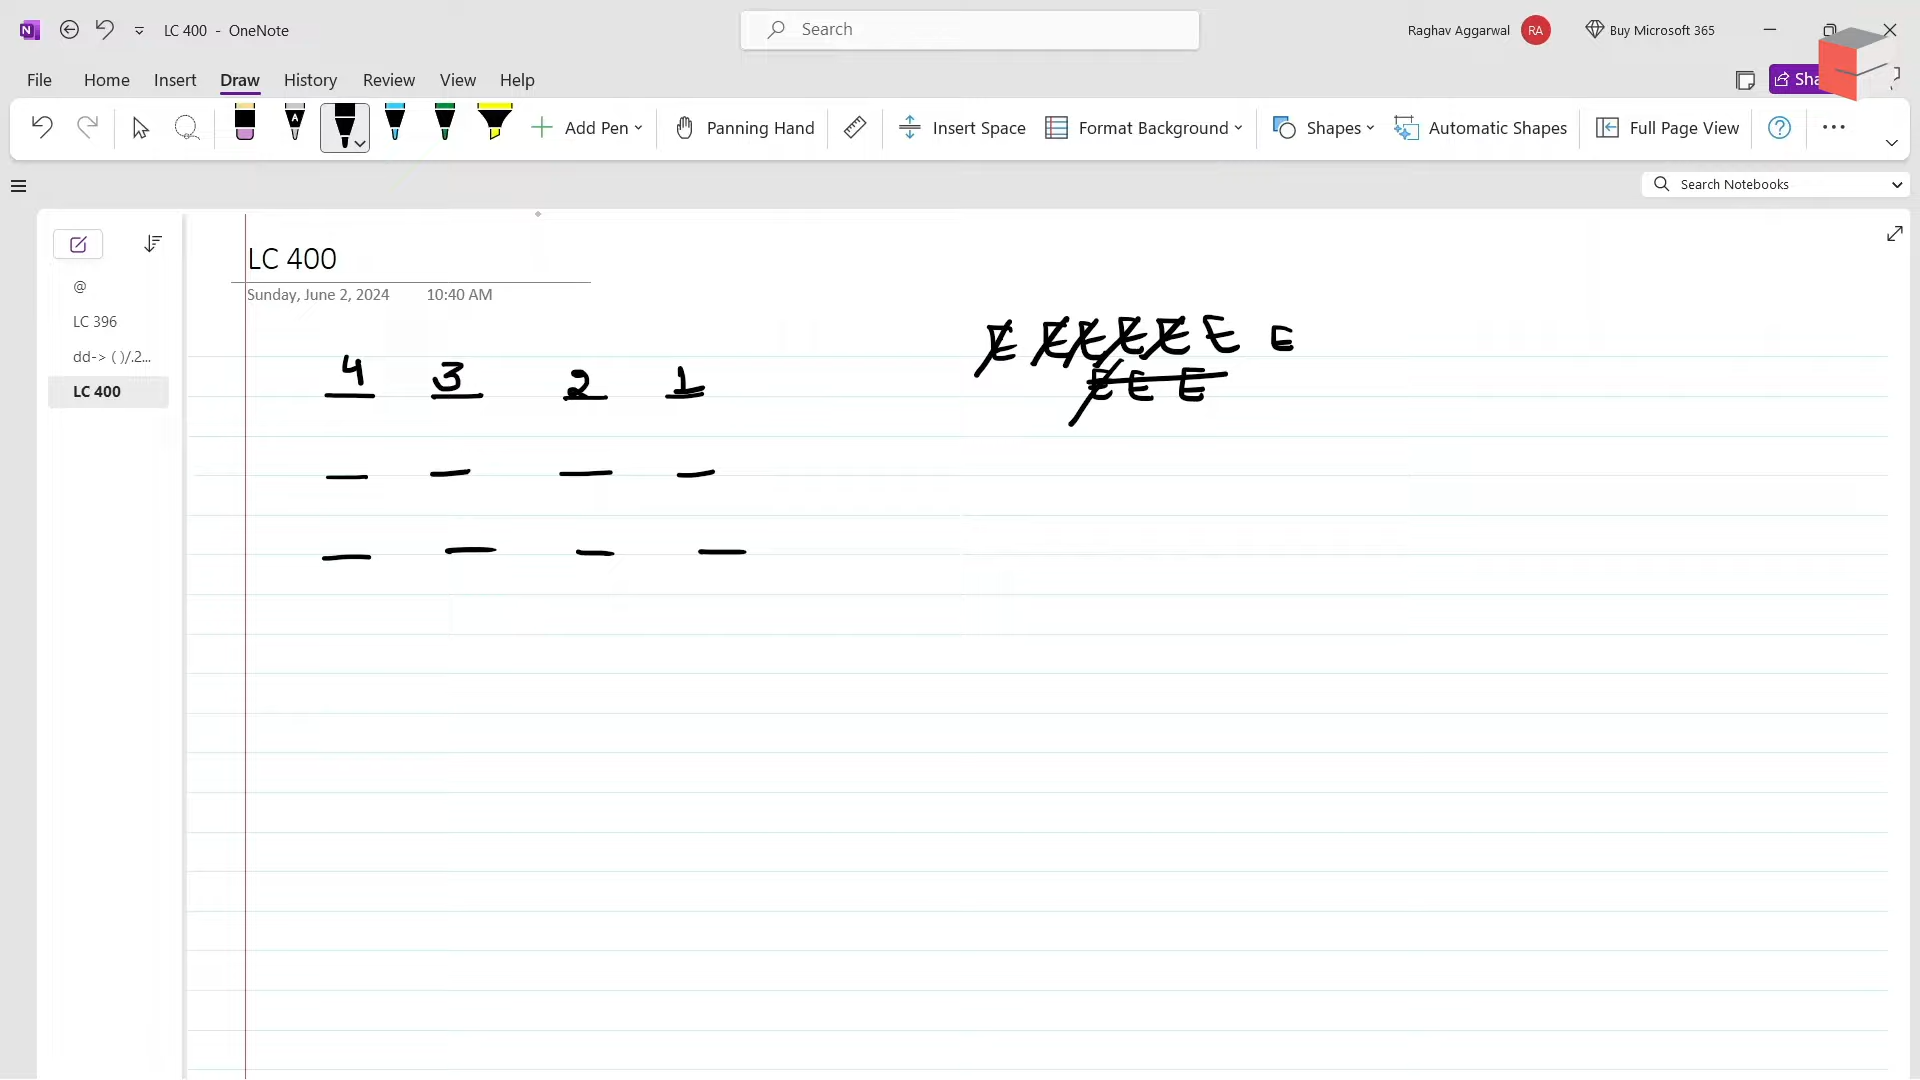 LC 400 - OneNote
Search
Raghav Aggarwal
RA
Buy Microsoft 365
File Home Insert Draw History Review View Help
Add Pen
Panning Hand
Insert Space
Format Background
Shapes
Automatic Shapes
Full Page View
Search Notebooks
@
LC 396
dd-> ( )/.2...
LC 400
LC 400
Sunday, June 2, 2024 10:40 AM
E E E E E E E
4 3 2 1
E E E